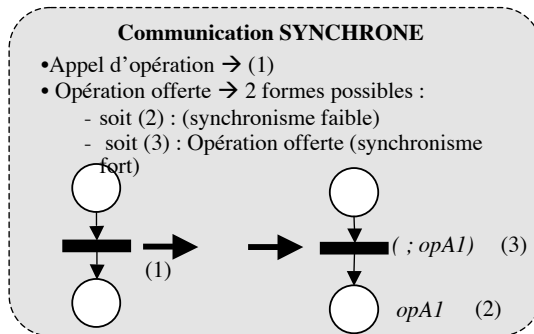 Communication SYNCHRONE
•Appel d'opération → (1)
• Opération offerte → 2 formes possibles :
- soit (2) : (synchronisme faible)
- soit (3) : Opération offerte (synchronisme
fort)
( ; opA1) (3)
(1)
opA1 (2)